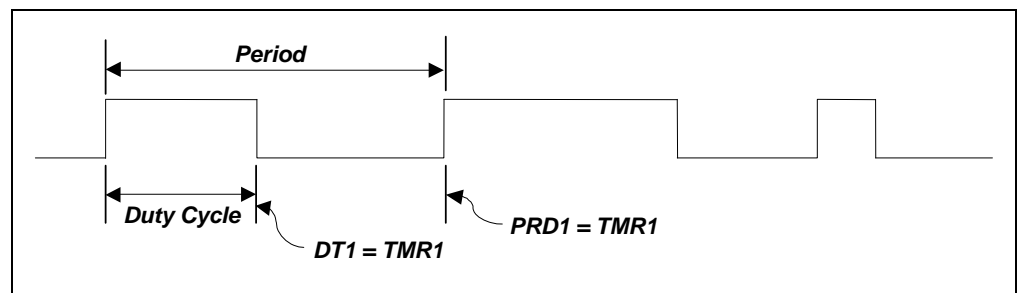 Period
Duty Cycle
PRD1 = TMR1
DT1 = TMR1